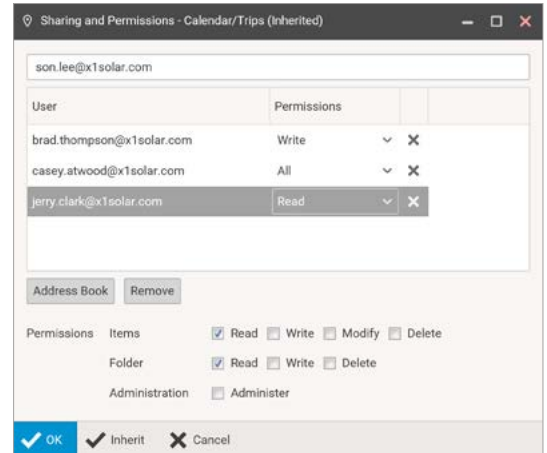 Sharing and Permissions - Calendar/Trips (Inherited)
son.lee@x1solar.com
User Permissions
brad.thompson@x1solar.com Write
casey.atwood@x1solar.com All
jerry.clark@x1solar.com Read
Address Book Remove
Permissions Items Read Write Modify Delete
Folder Read Write Delete
Administration Administer
OK Inherit Cancel